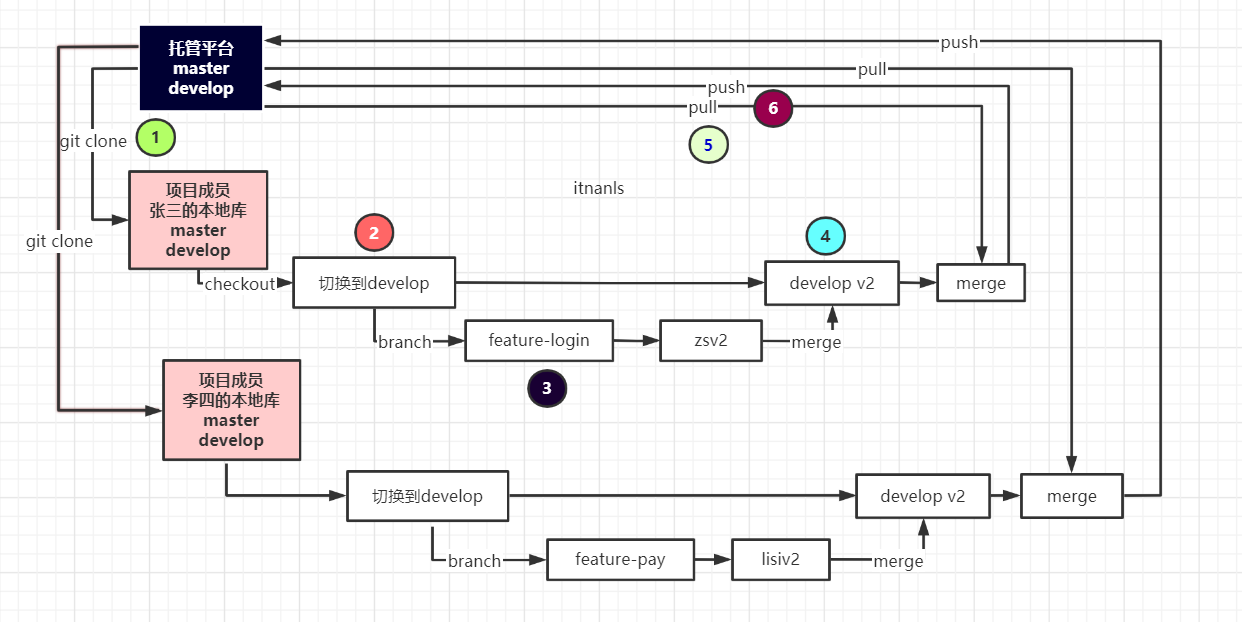 托管平台
master
develop
push
pull
push
pull
6
1
5
git clone
项目成员
张三的本地库
master
develop
itnanls
git clone
2
4
checkout
切换到develop
develop v2
merge
branch
feature-login
zsv2
merge
3
项目成员
李四的本地库
master
develop
切换到develop
develop v2
merge
branch
feature-pay
lisiv2
merge